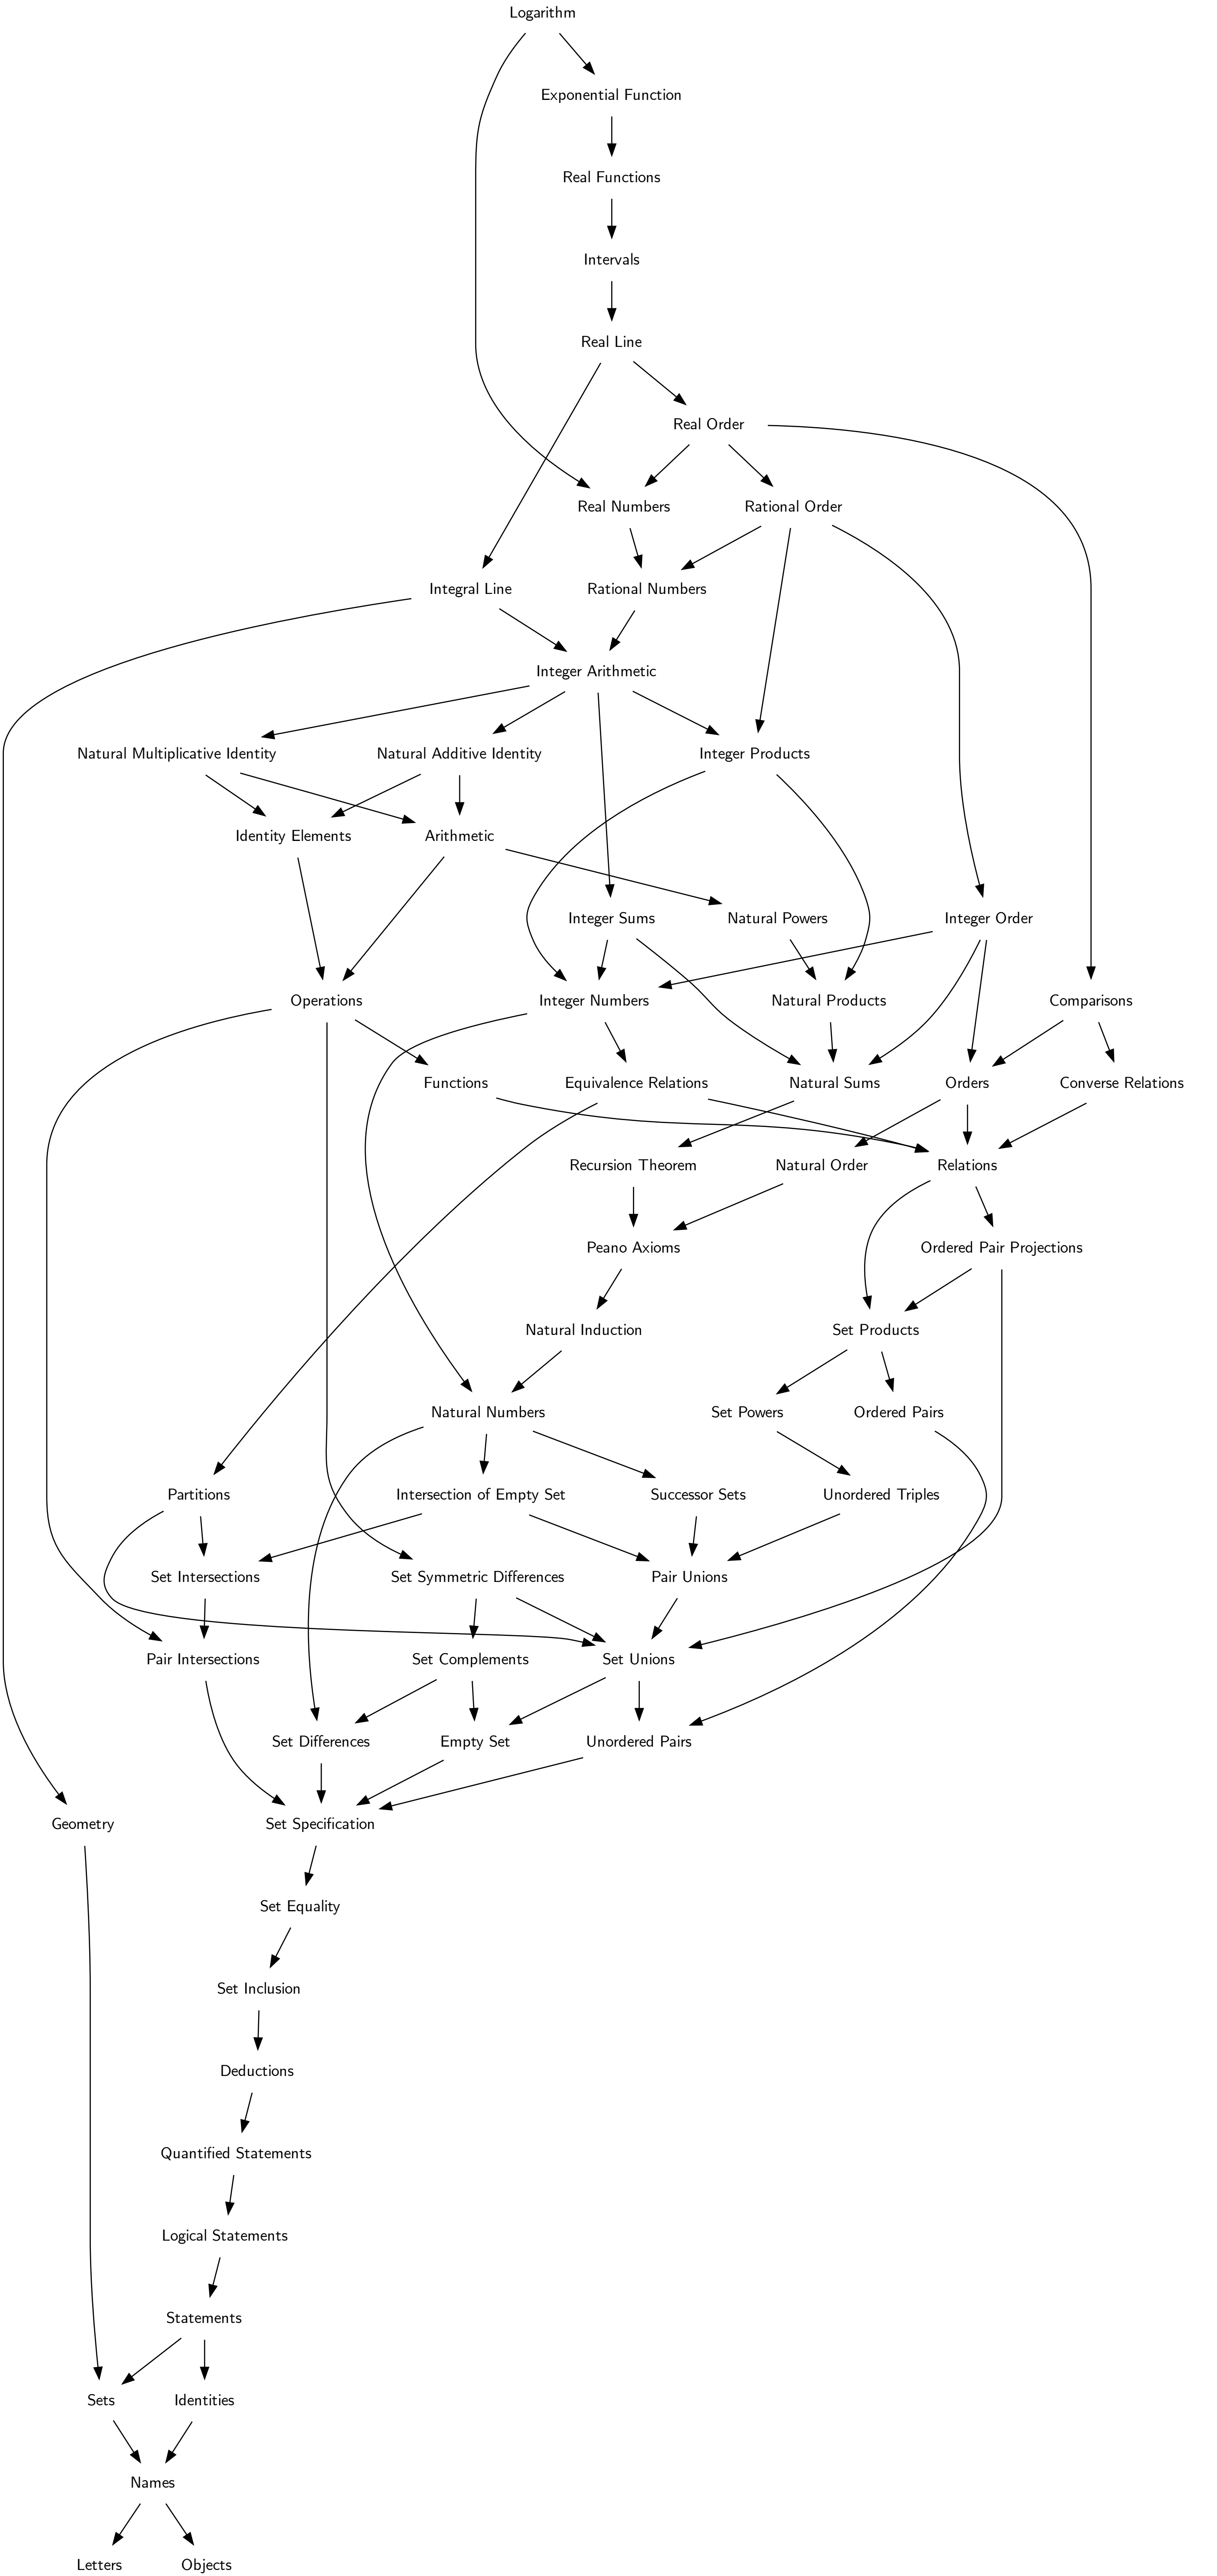 Logarithm
Exponential Function
Real Functions
Intervals
Real Line
Real Order
Real Numbers
Rational Order
Integral Line
Rational Numbers
Integer Arithmetic
Natural Multiplicative Identity
Natural Additive Identity
Integer Products
Identity Elements
Arithmetic
Integer Sums
Natural Powers
Integer Order
Operations
Integer Numbers
Natural Products
Comparisons
Functions
Equivalence Relations
Natural Sums
Orders
Converse Relations
Recursion Theorem
Natural Order
Relations
Peano Axioms
Ordered Pair Projections
Natural Induction
Set Products
Natural Numbers
Set Powers
Ordered Pairs
Partitions
Intersection of Empty Set
Successor Sets
Unordered Triples
Set Intersections
Set Symmetric Differences
Pair Unions
Pair Intersections
Set Complements
Set Unions
Set Differences
Empty Set
Unordered Pairs
Geometry
Set Specification
Set Equality
Set Inclusion
Deductions
Quantified Statements
Logical Statements
Statements
Sets
Identities
Names
Letters
Objects